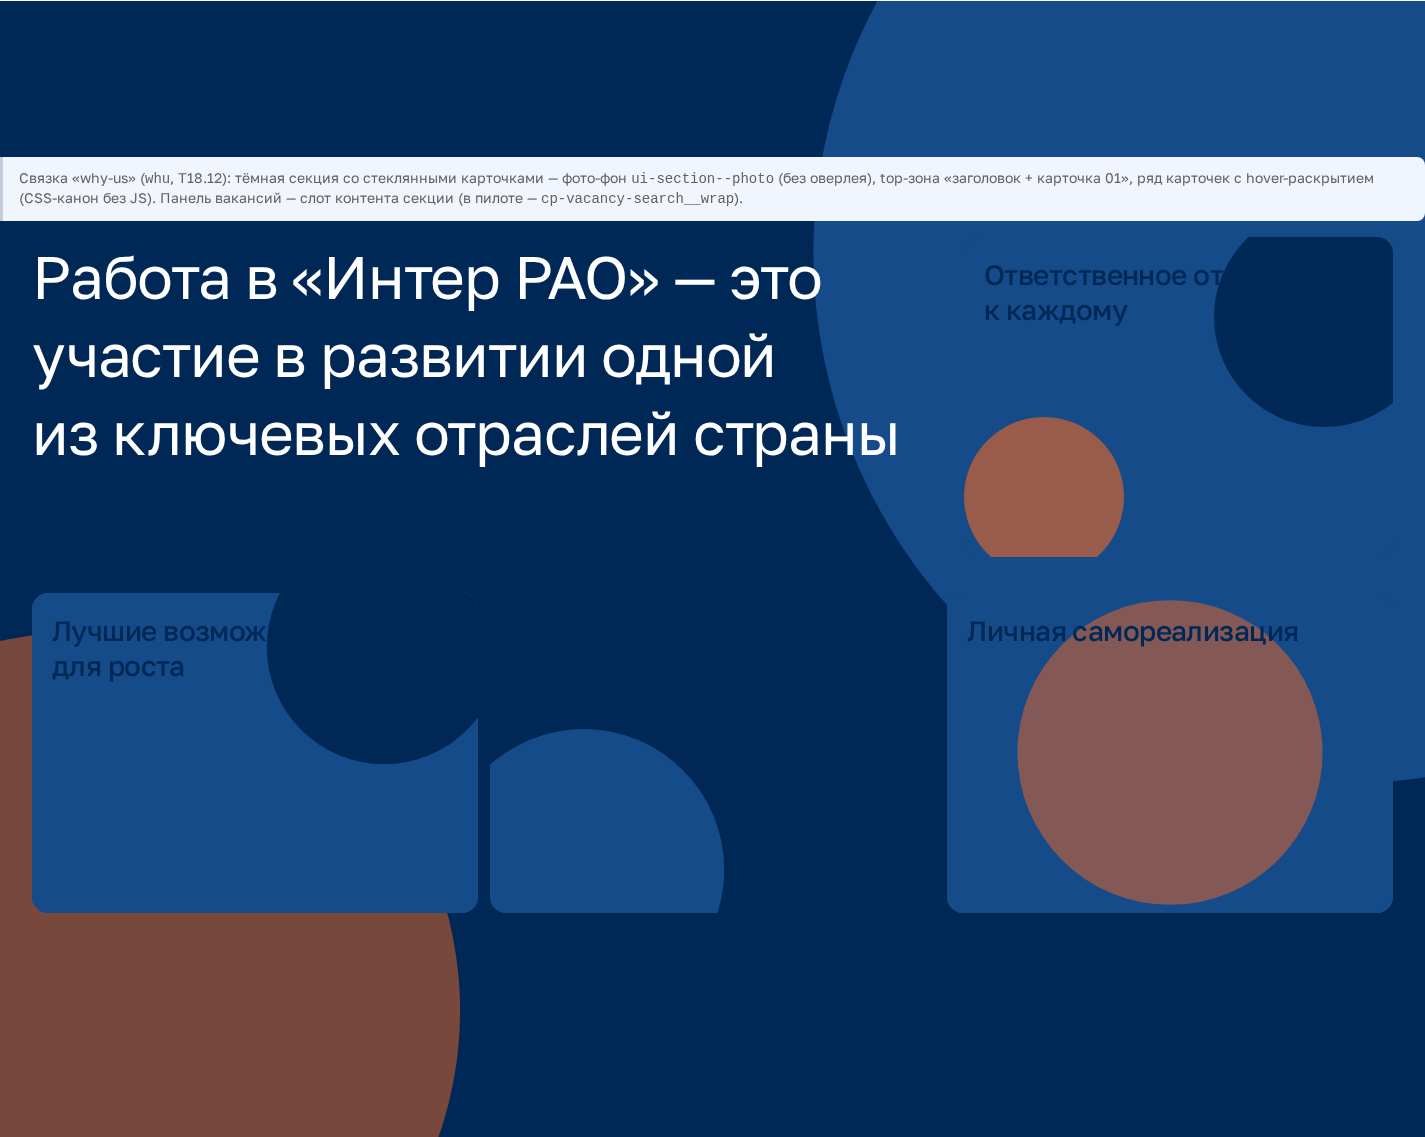 Связка «why-us» (whu, T18.12): тёмная секция со стеклянными карточками — фото-фон ui-section--photo (без оверлея), top-зона «заголовок + карточка 01», ряд карточек с hover-раскрытием
(CSS-канон без JS). Панель вакансий — слот контента секции (в пилоте — cp-vacancy-search__wrap).
Работа в «Интер РАО» — это
участие в развитии одной
из ключевых отраслей страны
Ответственное от
к каждому
Лучшие возмож
для роста
Личная самореализация